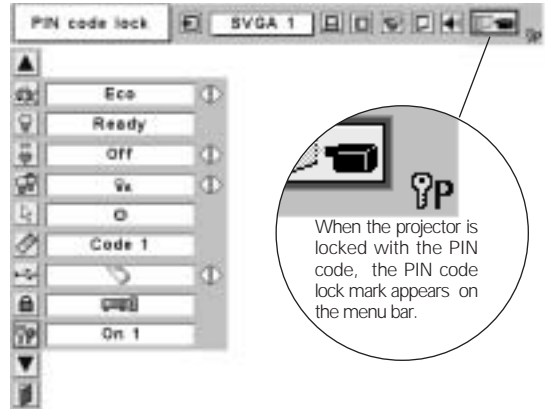 PIN code lock
SVGA 1
Eco
Ready
Off
Code 1
On 1
P
When the projector is
locked with the PIN
code, the PIN code
lock mark appears on
the menu bar.